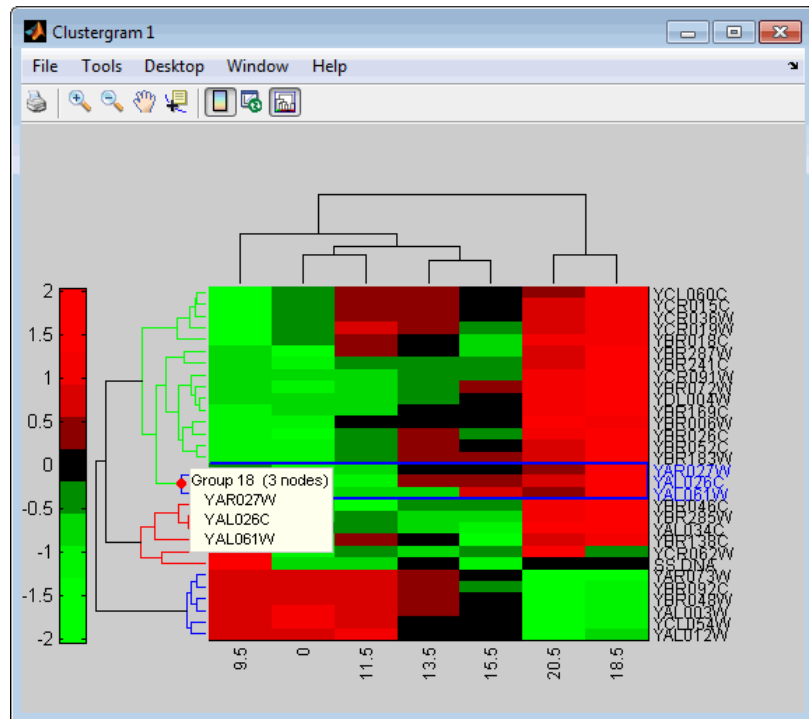 Clustergram 1
File Tools Desktop Window Help
2
1.5
1
0.5
0
-0.5
-1
-1.5
-2
YCL060C
YCR015C
YCR038W
YCR019W
YBR018C
YBR287W
YBR241C
YCR091W
YBR072W
YDL004W
YBR169C
YBR006W
YBR026C
YBR052C
YBR183W
YAR027W
YAL026C
YAL061W
YBR046C
YBR285W
YAL034C
YBR138C
YCR062W
SS DNA
YAR073W
YBR092C
YBR048W
YAL003W
YCL054W
YAL012W
Group 18 (3 nodes)
YAR027W
YAL026C
YAL061W
9.5 0 11.5 13.5 15.5 20.5 18.5